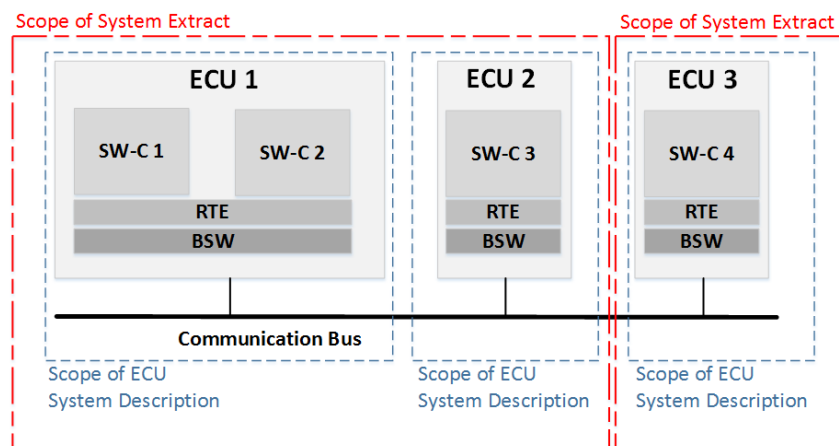 Scope of System Extract
Scope of System Extract
ECU 1
ECU 2
ECU 3
SW-C 1
SW-C 2
SW-C 3
SW-C 4
RTE
RTE
RTE
BSW
BSW
BSW
Communication Bus
Scope of ECU
System Description
Scope of ECU
System Description
Scope of ECU
System Description